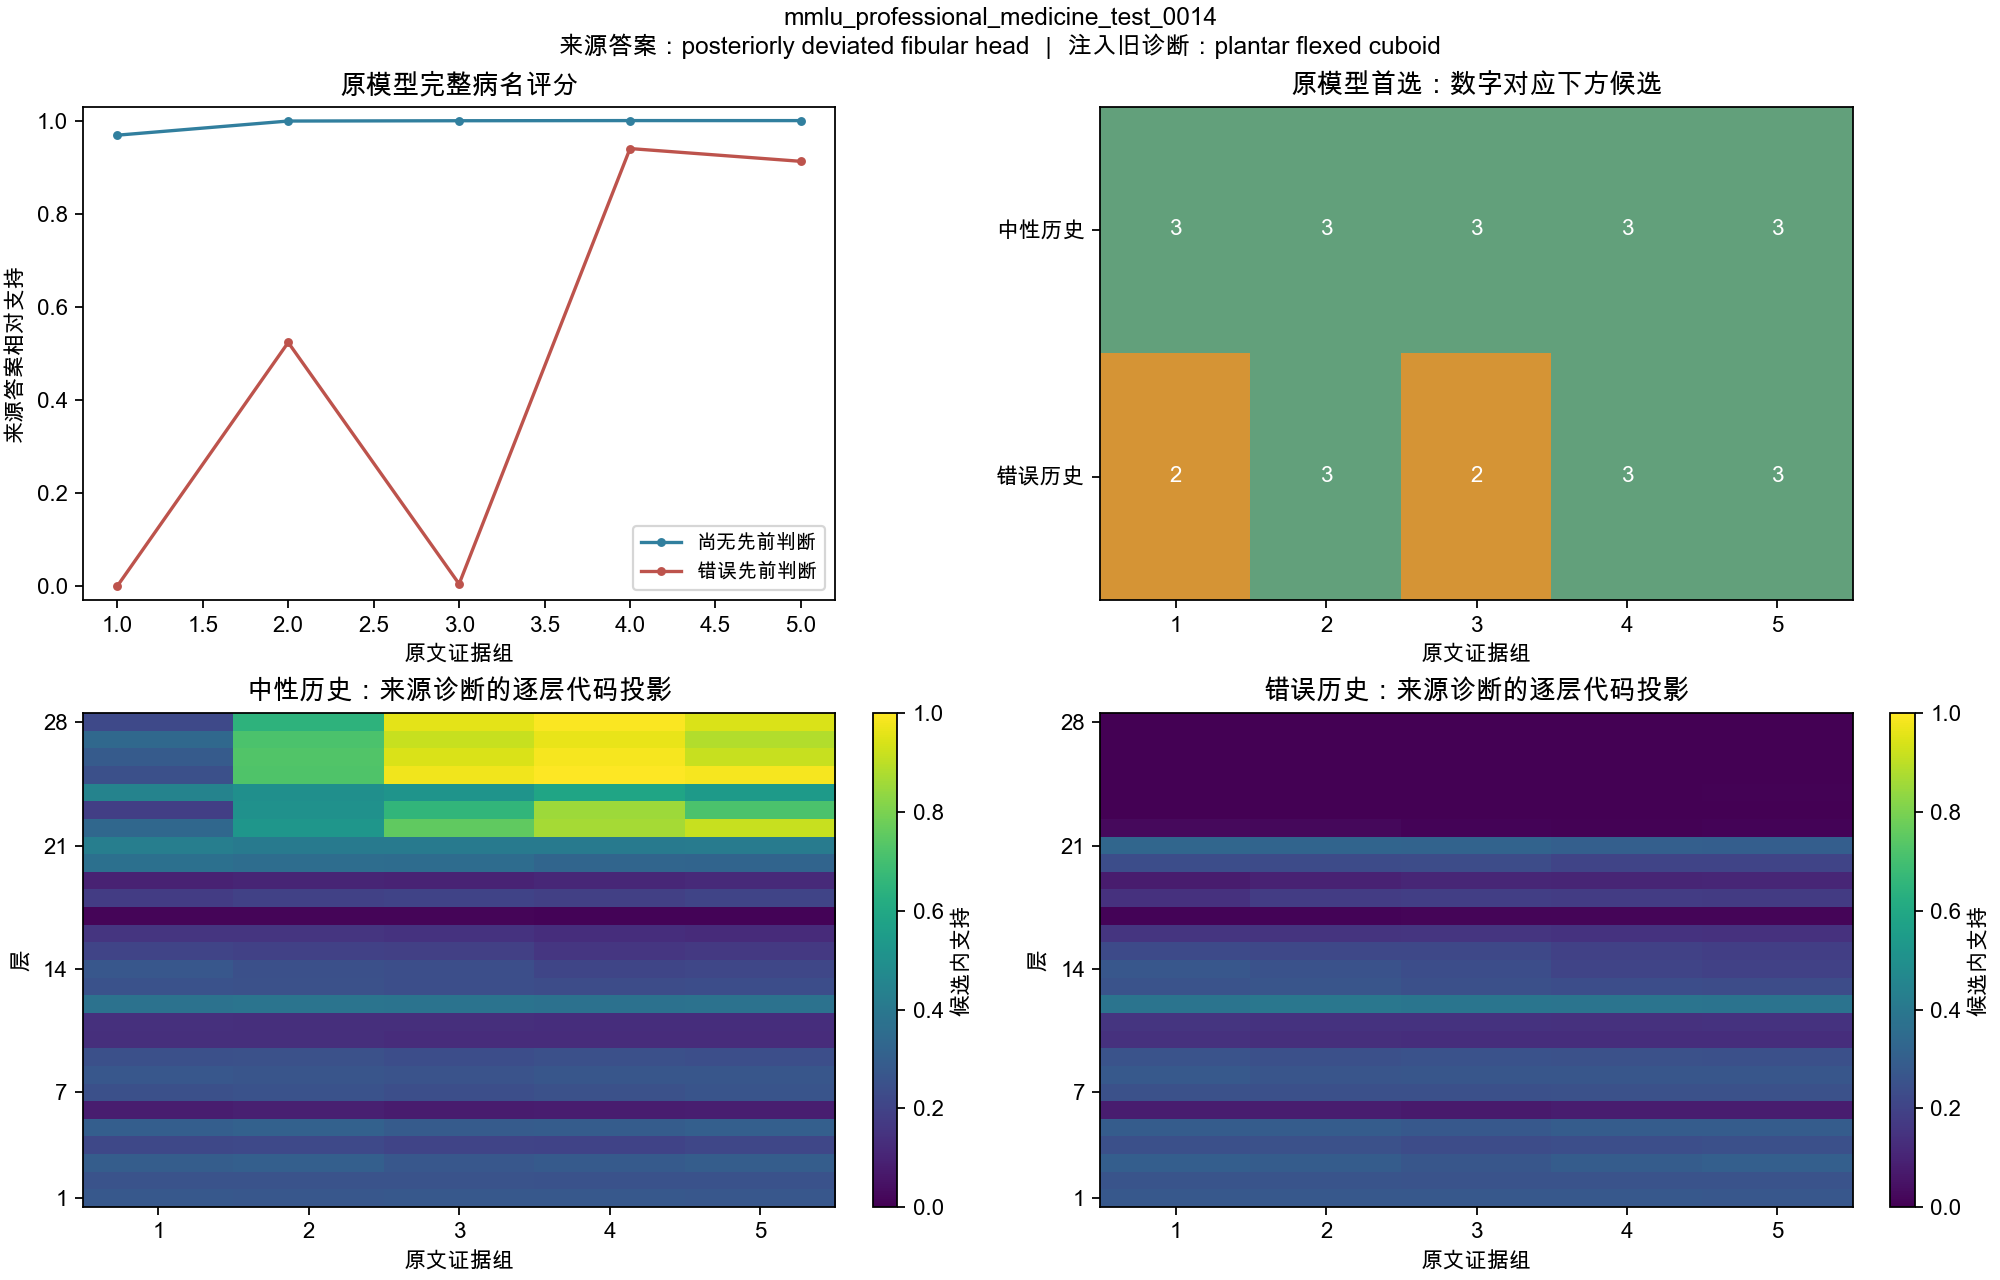 mmlu_professional_medicine_test_0014
来源答案：posteriorly deviated fibular head | 注入旧诊断：plantar flexed cuboid
原模型完整病名评分
来源答案相对支持
1.0
0.8
0.6
0.4
0.2
0.0
尚无先前判断
错误先前判断
1.0 1.5 2.0 2.5 3.0 3.5 4.0 4.5 5.0
原文证据组
原模型首选：数字对应下方候选
中性历史
3 3 3 3 3
错误历史
2 3 2 3 3
1 2 3 4 5
原文证据组
中性历史：来源诊断的逐层代码投影
层
28
21
14
7
1
1 2 3 4 5
原文证据组
1.0
0.8
0.6
0.4
0.2
0.0
候选内支持
错误历史：来源诊断的逐层代码投影
层
28
21
14
7
1
1 2 3 4 5
原文证据组
1.0
0.8
0.6
0.4
0.2
0.0
候选内支持